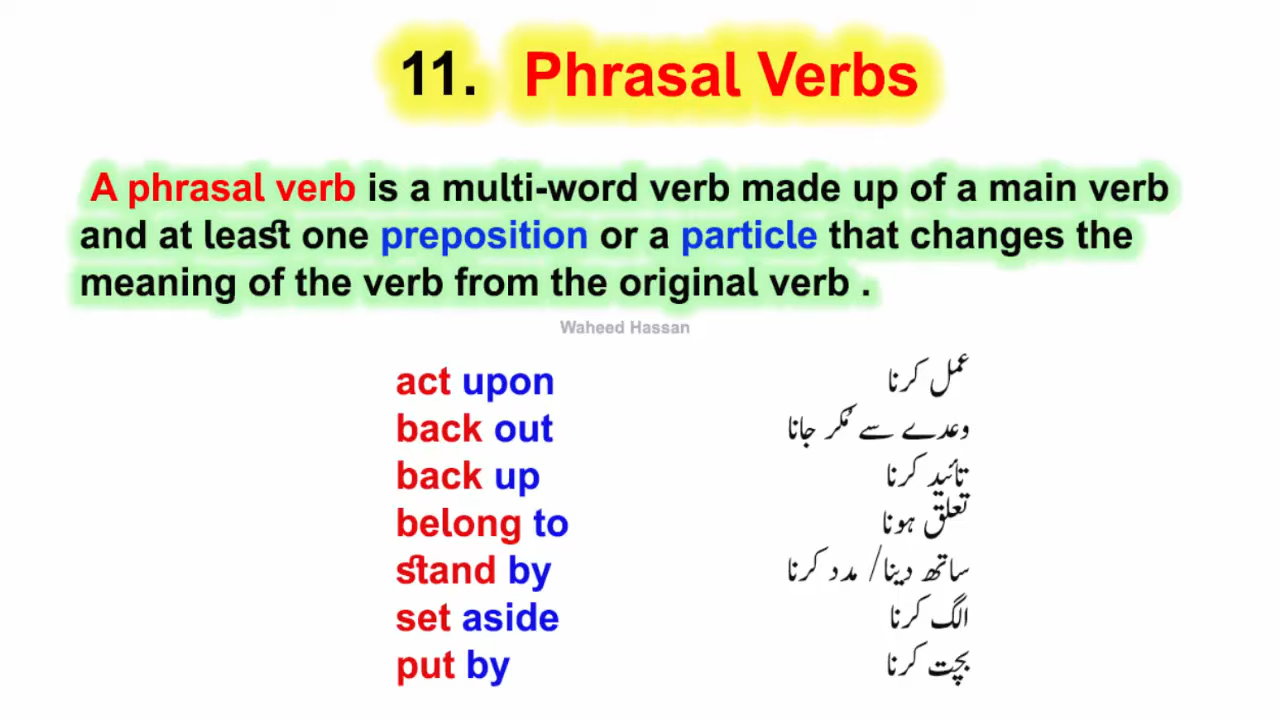 11. Phrasal Verbs
A phrasal verb is a multi-word verb made up of a main verb
and at least one preposition or a particle that changes the
meaning of the verb from the original verb .
Waheed Hassan
act upon عمل کرنا
back out وعدے سے مُکر جانا
back up تائید کرنا
belong to تعلق ہونا
stand by ساتھ دینا/ مدد کرنا
set aside الگ کرنا
put by بچت کرنا